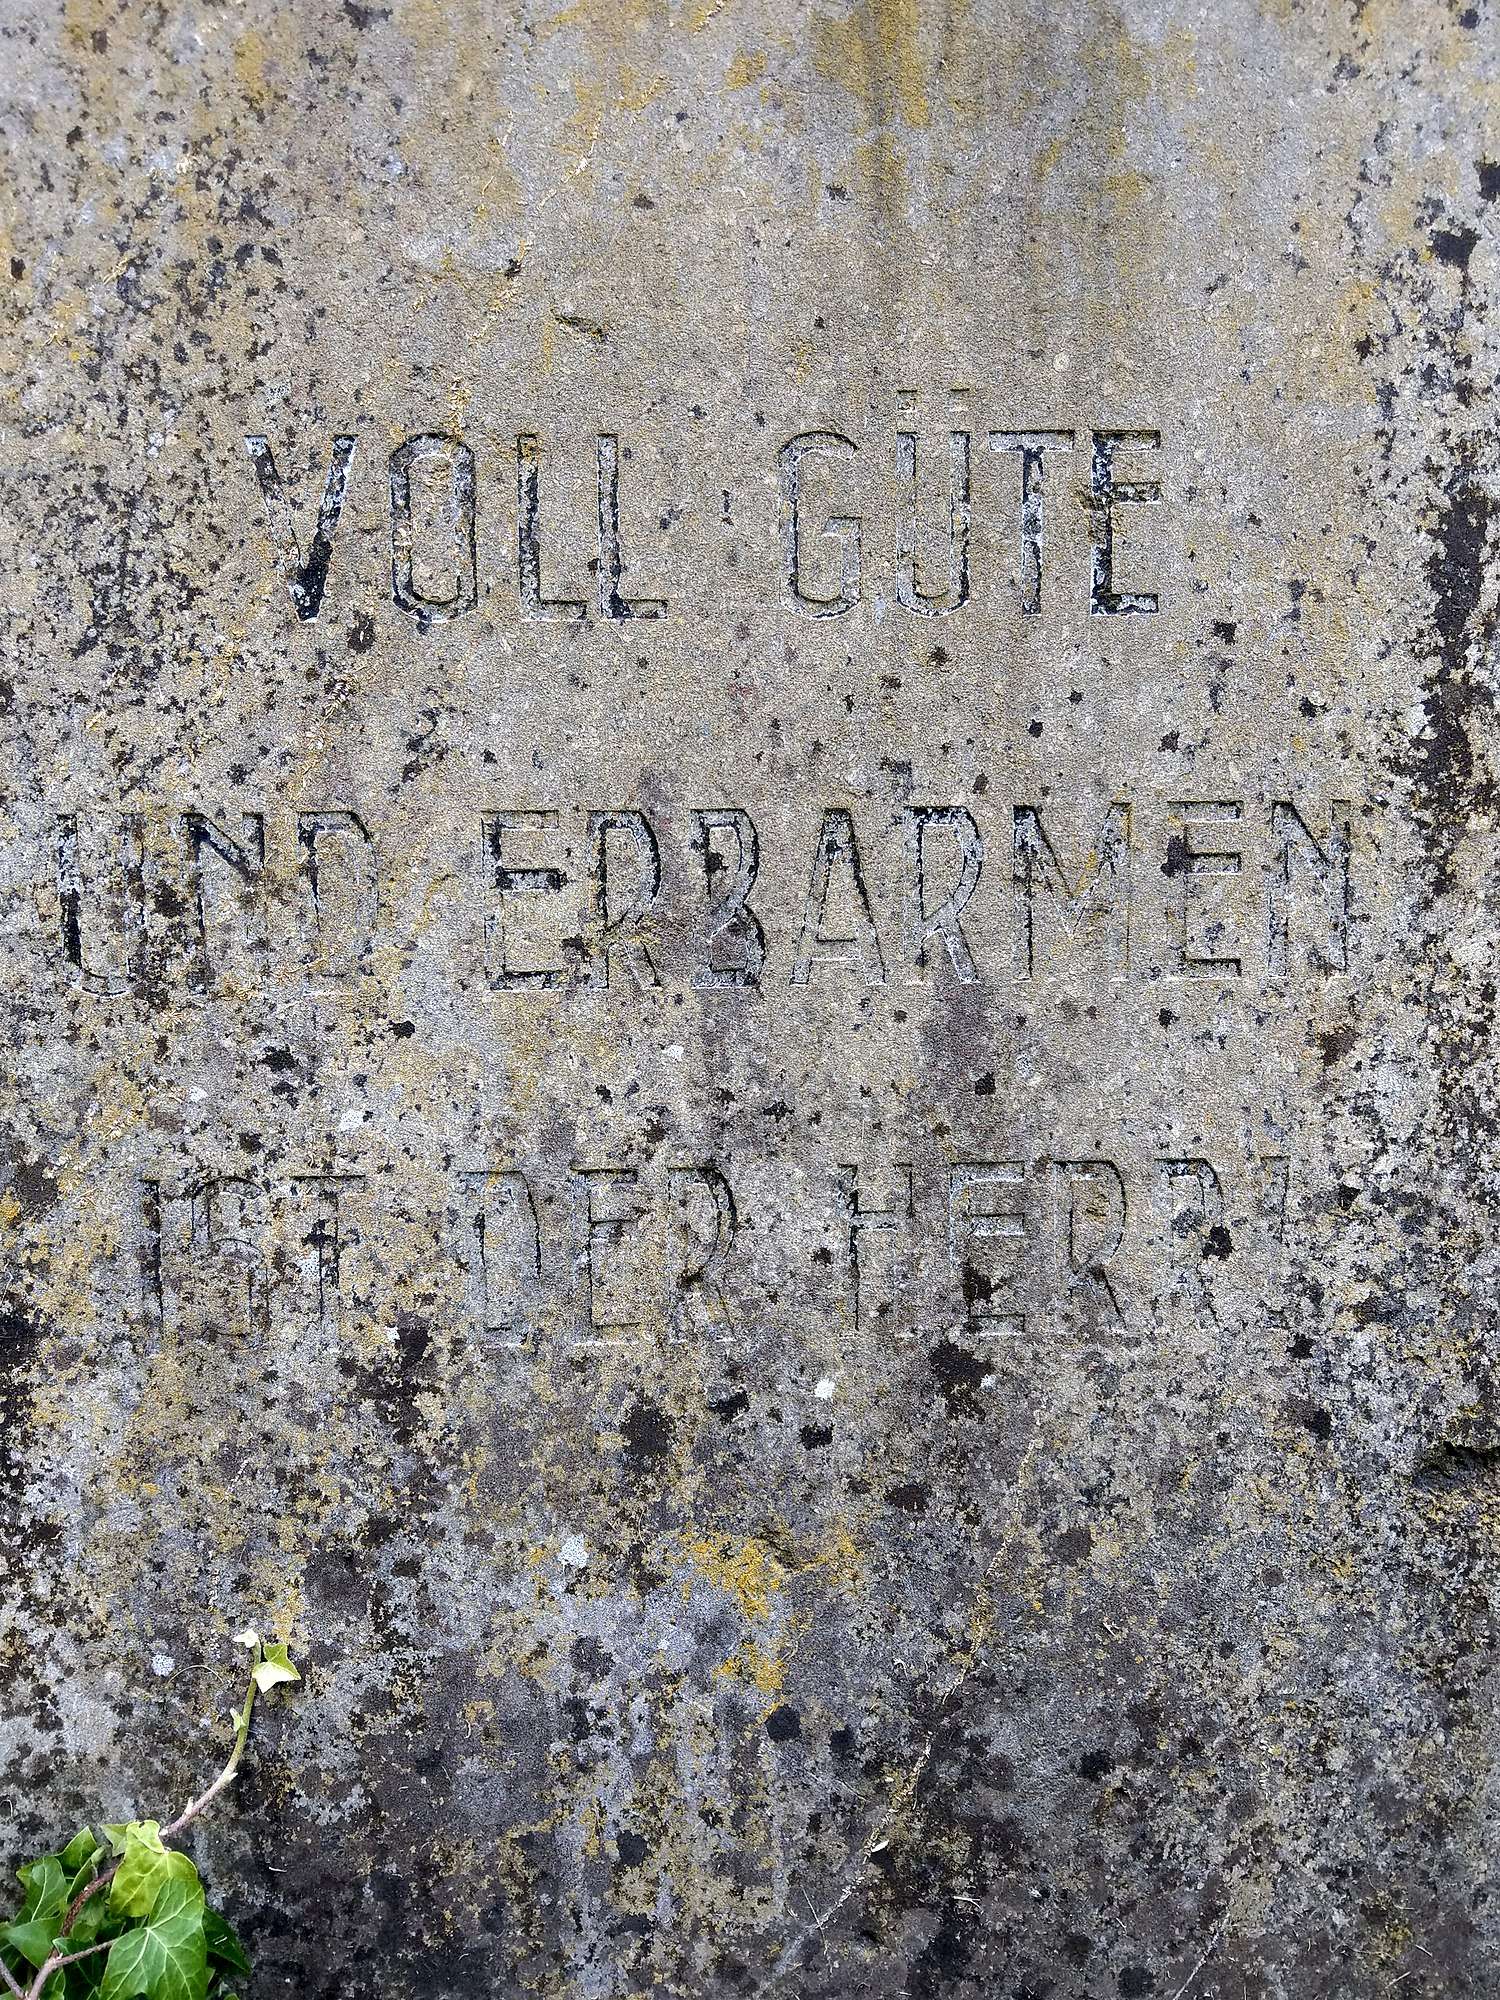 VOLL GÜTE
UND ERBARMEN
IST DER HERR